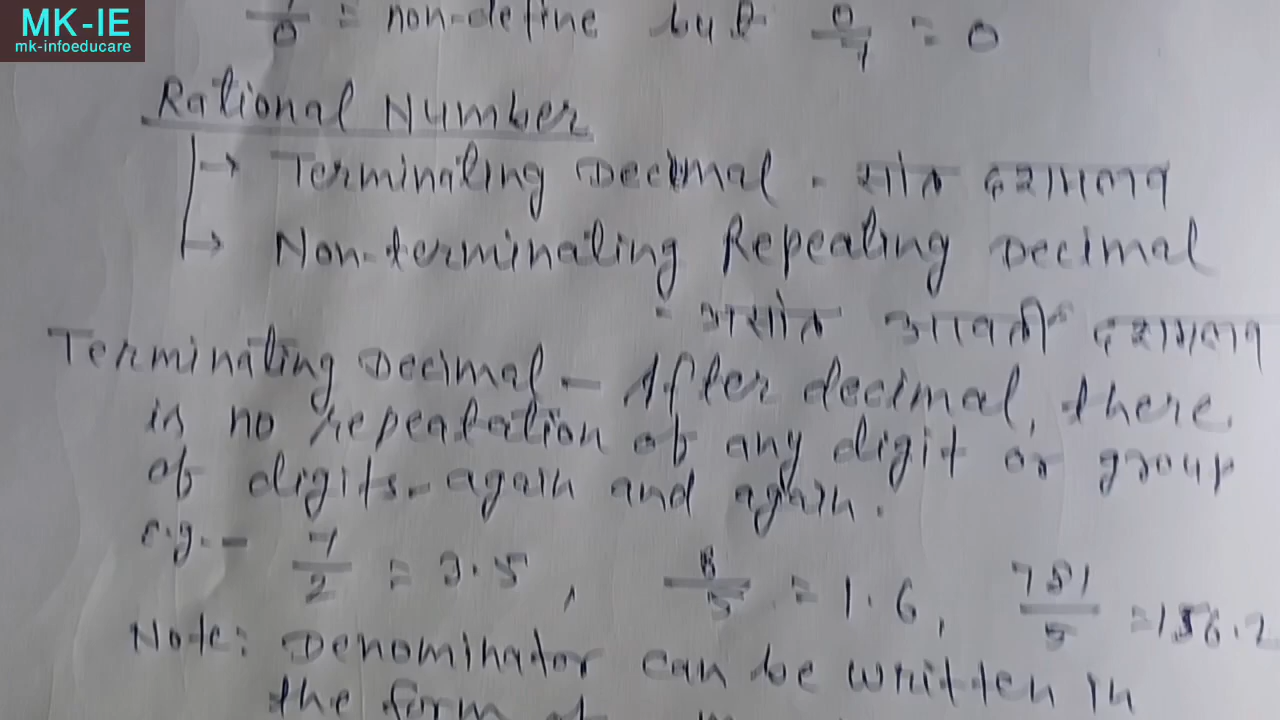 MK-IE
mk-infoeducare
7/0 = non-define but 0/7 = 0
Rational Number
→ Terminating Decimal - सांत दशमलव
→ Non-terminating Repeating Decimal
- असांत आवर्ती दशमलव
Terminating Decimal - After decimal, there
is no repeatation of any digit or group
of digits - again and again.
e.g. - 7/2 = 3.5, 8/5 = 1.6, 781/5 = 156.2
Note: Denominator can be written in
the form of